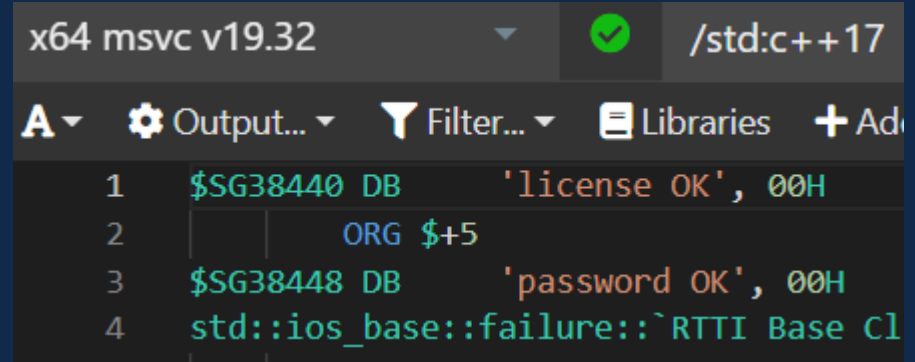 x64 msvc v19.32 /std:c++17
A Output... Filter... Libraries + Ad
1 $SG38440 DB 'license OK', 00H
2 ORG $+5
3 $SG38448 DB 'password OK', 00H
4 std::ios_base::failure::`RTTI Base Cl